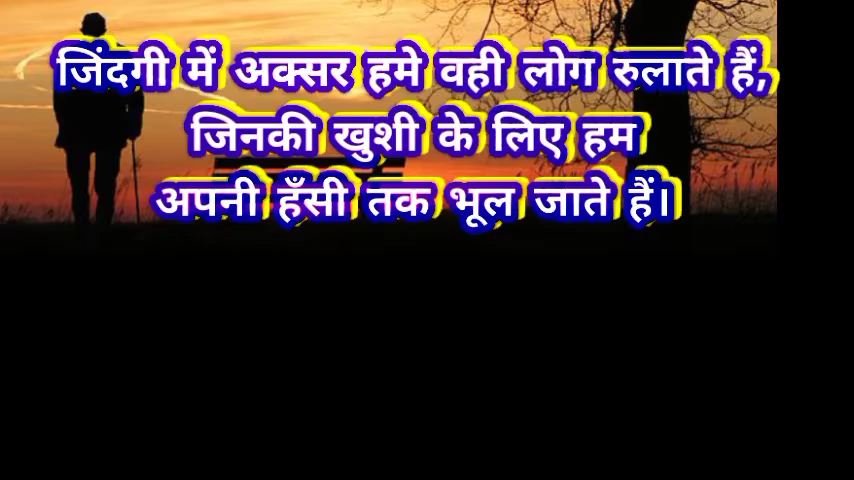 जिंदगी में अक्सर हमे वही लोग रुलाते हैं,
जिनकी खुशी के लिए हम
अपनी हँसी तक भूल जाते हैं।